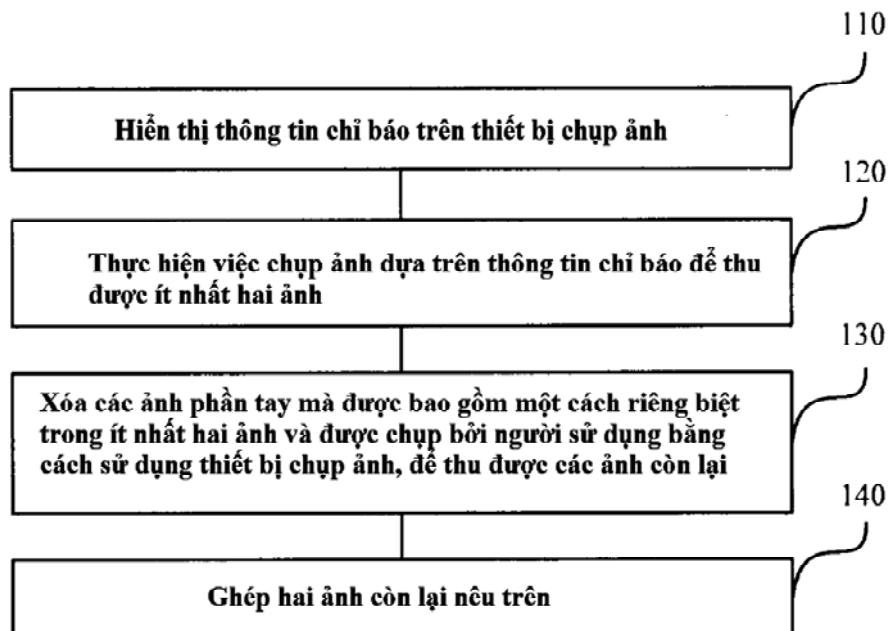 110
Hiển thị thông tin chỉ báo trên thiết bị chụp ảnh
120
Thực hiện việc chụp ảnh dựa trên thông tin chỉ báo để thu
được ít nhất hai ảnh
130
Xóa các ảnh phần tay mà được bao gồm một cách riêng biệt
trong ít nhất hai ảnh và được chụp bởi người sử dụng bằng
cách sử dụng thiết bị chụp ảnh, để thu được các ảnh còn lại
140
Ghép hai ảnh còn lại nêu trên